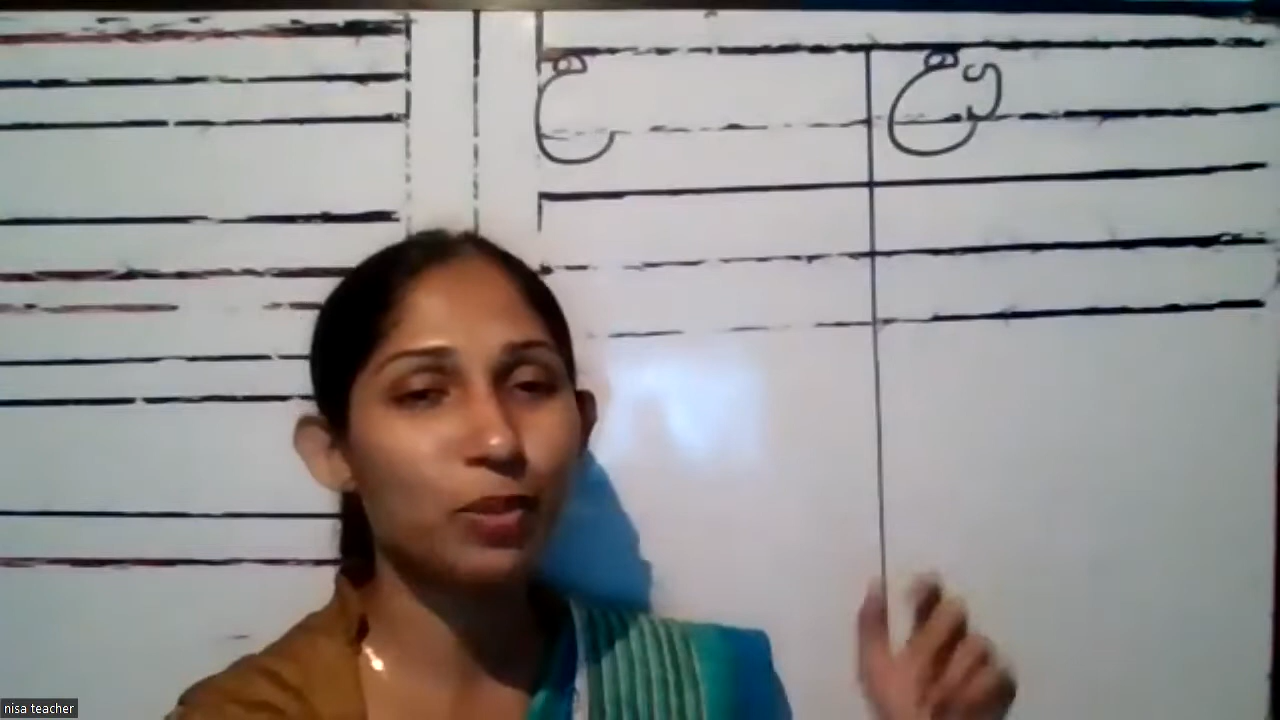 ට ළ
nisa teacher